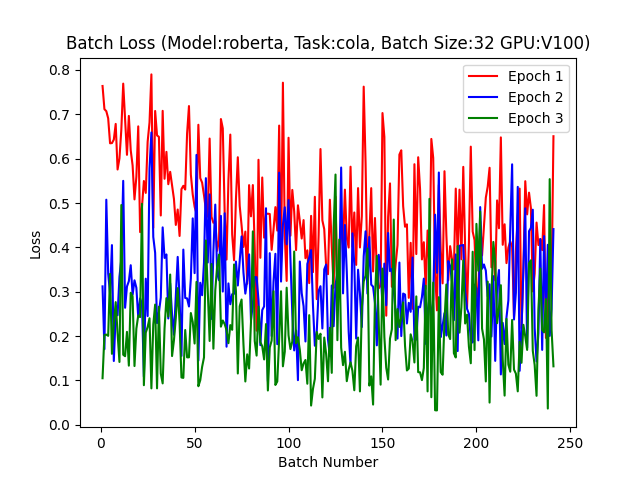 Batch Loss (Model:roberta, Task:cola, Batch Size:32 GPU:V100)
Epoch 1
Epoch 2
Epoch 3
Loss
0.8
0.7
0.6
0.5
0.4
0.3
0.2
0.1
0.0
0
50
100
150
200
250
Batch Number